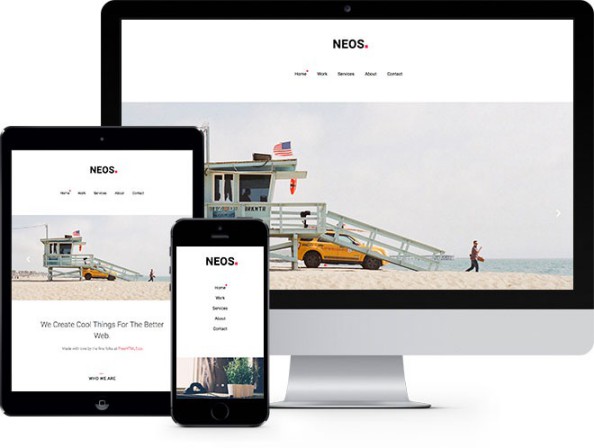 NEOS.
Home Work Services About Contact
NEOS.
Home Work Services About Contact
We Create Cool Things For The Better
Web
WHO WE ARE
NEOS.
Home
Work
Services
About
Contact